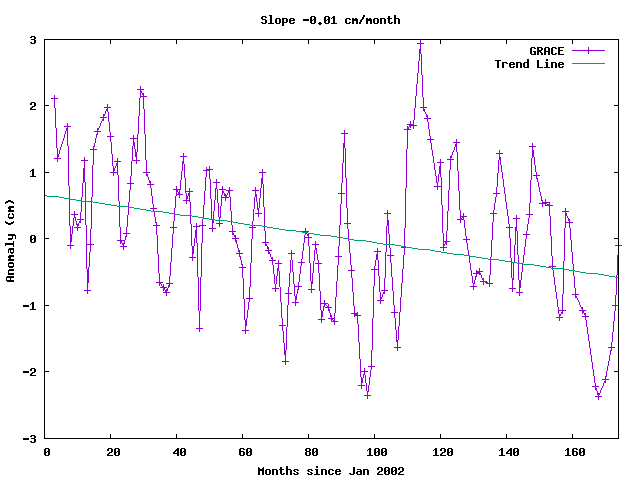 Slope -0.01 cm/month
GRACE
Trend Line
3
2
1
0
-1
-2
-3
Anomaly (cm)
0 20 40 60 80 100 120 140 160
Months since Jan 2002